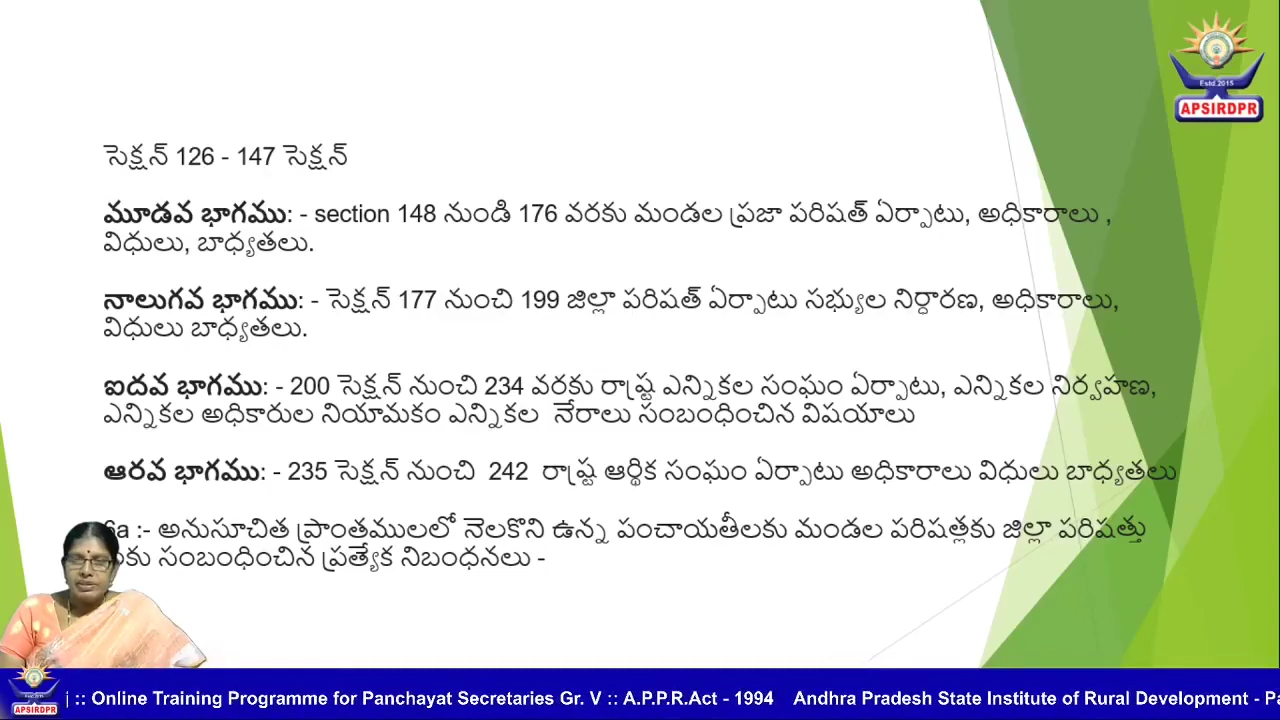 Estd 2015
APSIRDPR
సెక్షన్ 126 - 147 సెక్షన్
మూడవ భాగము: - section 148 నుండి 176 వరకు మండల ప్రజా పరిషత్ ఏర్పాటు, అధికారాలు ,
విధులు, బాధ్యతలు.
నాలుగవ భాగము: - సెక్షన్ 177 నుంచి 199 జిల్లా పరిషత్ ఏర్పాటు సభ్యుల నిర్ధారణ, అధికారాలు,
విధులు బాధ్యతలు.
ఐదవ భాగము: - 200 సెక్షన్ నుంచి 234 వరకు రాష్ట్ర ఎన్నికల సంఘం ఏర్పాటు, ఎన్నికల నిర్వహణ,
ఎన్నికల అధికారుల నియామకం ఎన్నికల నేరాలు సంబంధించిన విషయాలు
ఆరవ భాగము: - 235 సెక్షన్ నుంచి 242 రాష్ట్ర ఆర్థిక సంఘం ఏర్పాటు అధికారాలు విధులు బాధ్యతలు
:- అనుసూచిత ప్రాంతములలో నెలకొని ఉన్న పంచాయతీలకు మండల పరిషత్లకు జిల్లా పరిషత్తు
సంబంధించిన ప్రత్యేక నిబంధనలు -
APSIRDPR
:: Online Training Programme for Panchayat Secretaries Gr. V :: A.P.P.R.Act - 1994 Andhra Pradesh State Institute of Rural Development -